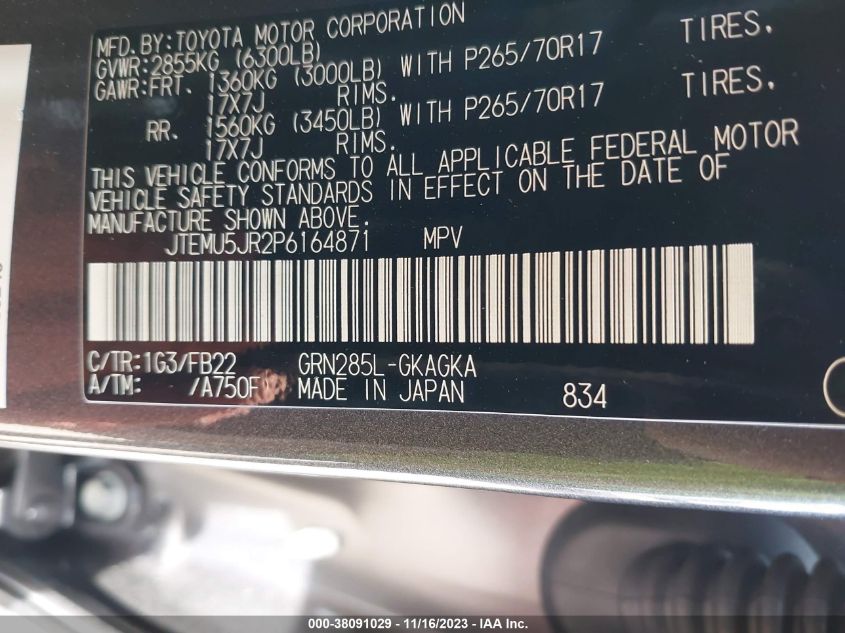 MFD.BY:TOYOTA MOTOR CORPORATION
GVWR:2855KG (6300LB)
GAWR:FRT. 1360KG (3000LB) WITH P265/70R17 TIRES.
17X7J RIMS.
RR. 1560KG (3450LB) WITH P265/70R17 TIRES.
17X7J RIMS.
THIS VEHICLE CONFORMS TO ALL APPLICABLE FEDERAL MOTOR
VEHICLE SAFETY STANDARDS IN EFFECT ON THE DATE OF
MANUFACTURE SHOWN ABOVE.
JTEMU5JR2P6164871 MPV
C/TR:1G3/FB22 GRN285L-GKAGKA
A/TM: /A750F MADE IN JAPAN 834
000-38091029 - 11/16/2023 - IAA Inc.